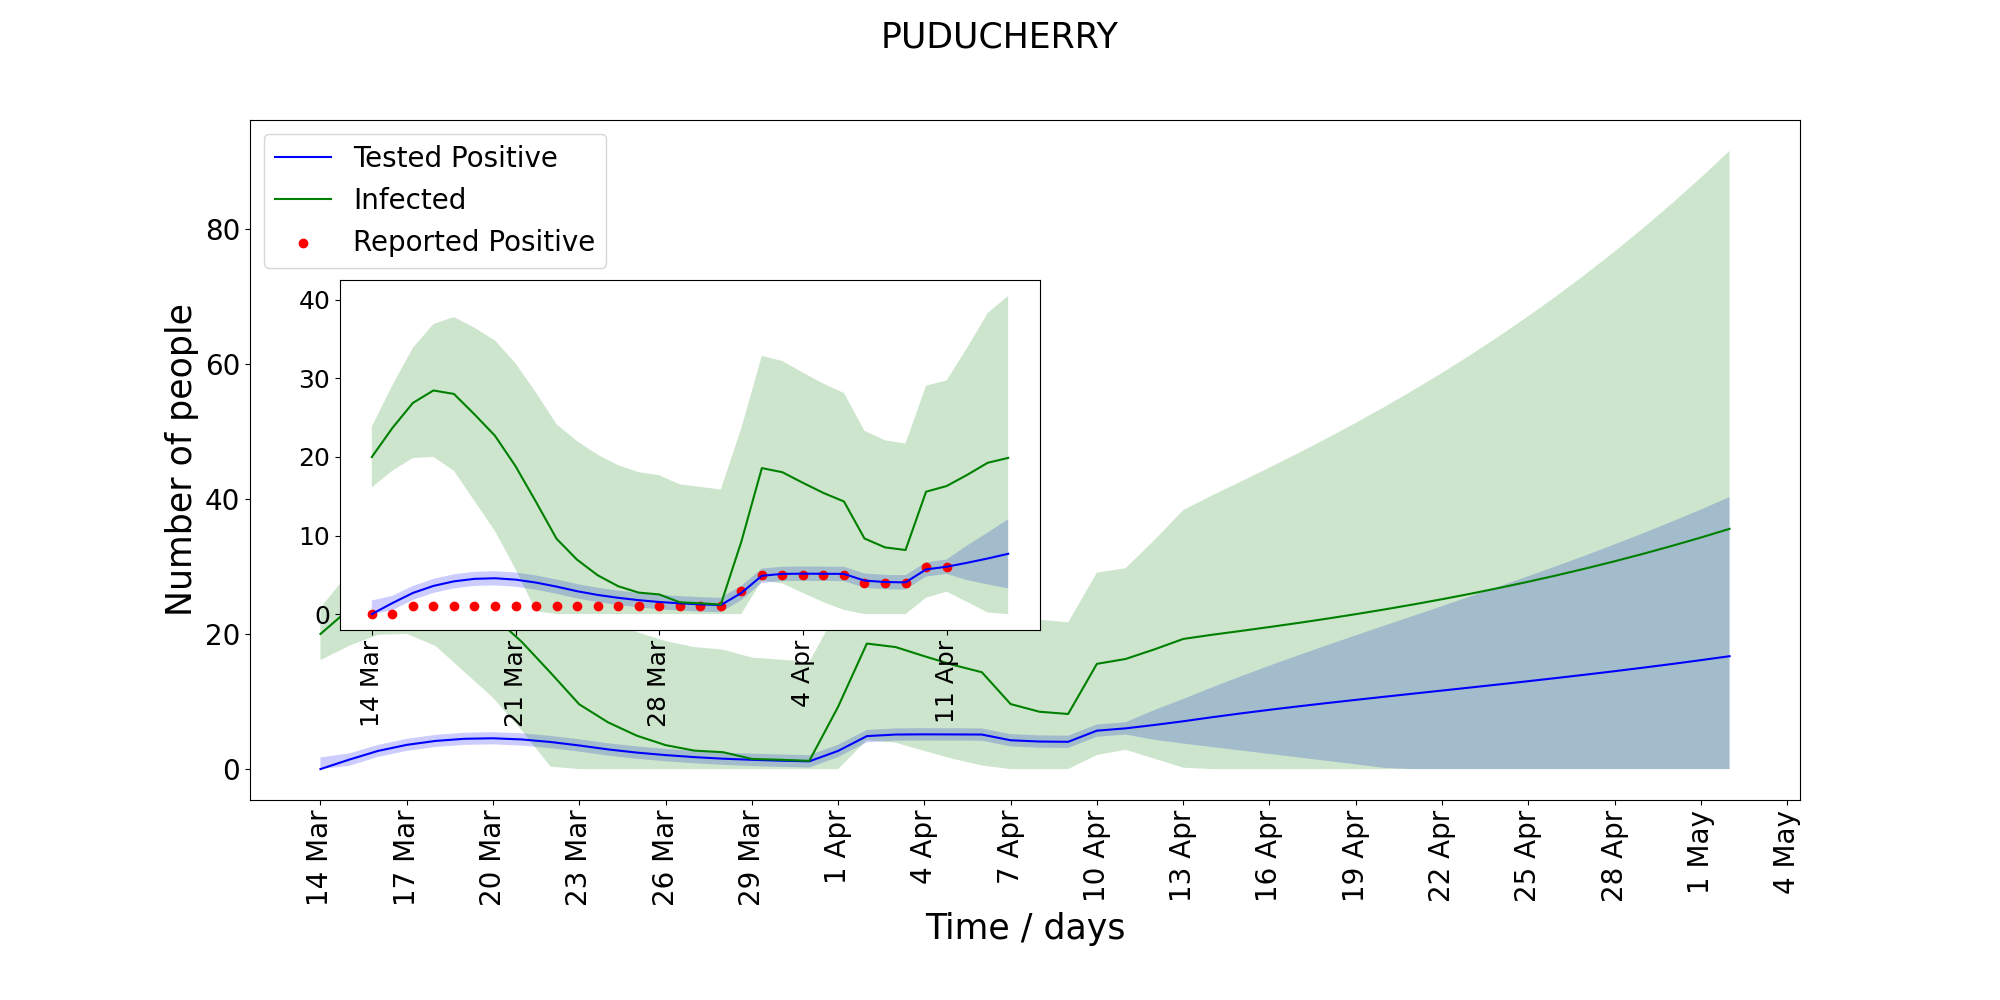 PUDUCHERRY
Tested Positive
Infected
Reported Positive
Number of people
80
60
40
20
0
40
30
20
10
0
14 Mar
21 Mar
28 Mar
4 Apr
11 Apr
14 Mar
17 Mar
20 Mar
23 Mar
26 Mar
29 Mar
1 Apr
4 Apr
7 Apr
10 Apr
13 Apr
16 Apr
19 Apr
22 Apr
25 Apr
28 Apr
1 May
4 May
Time / days